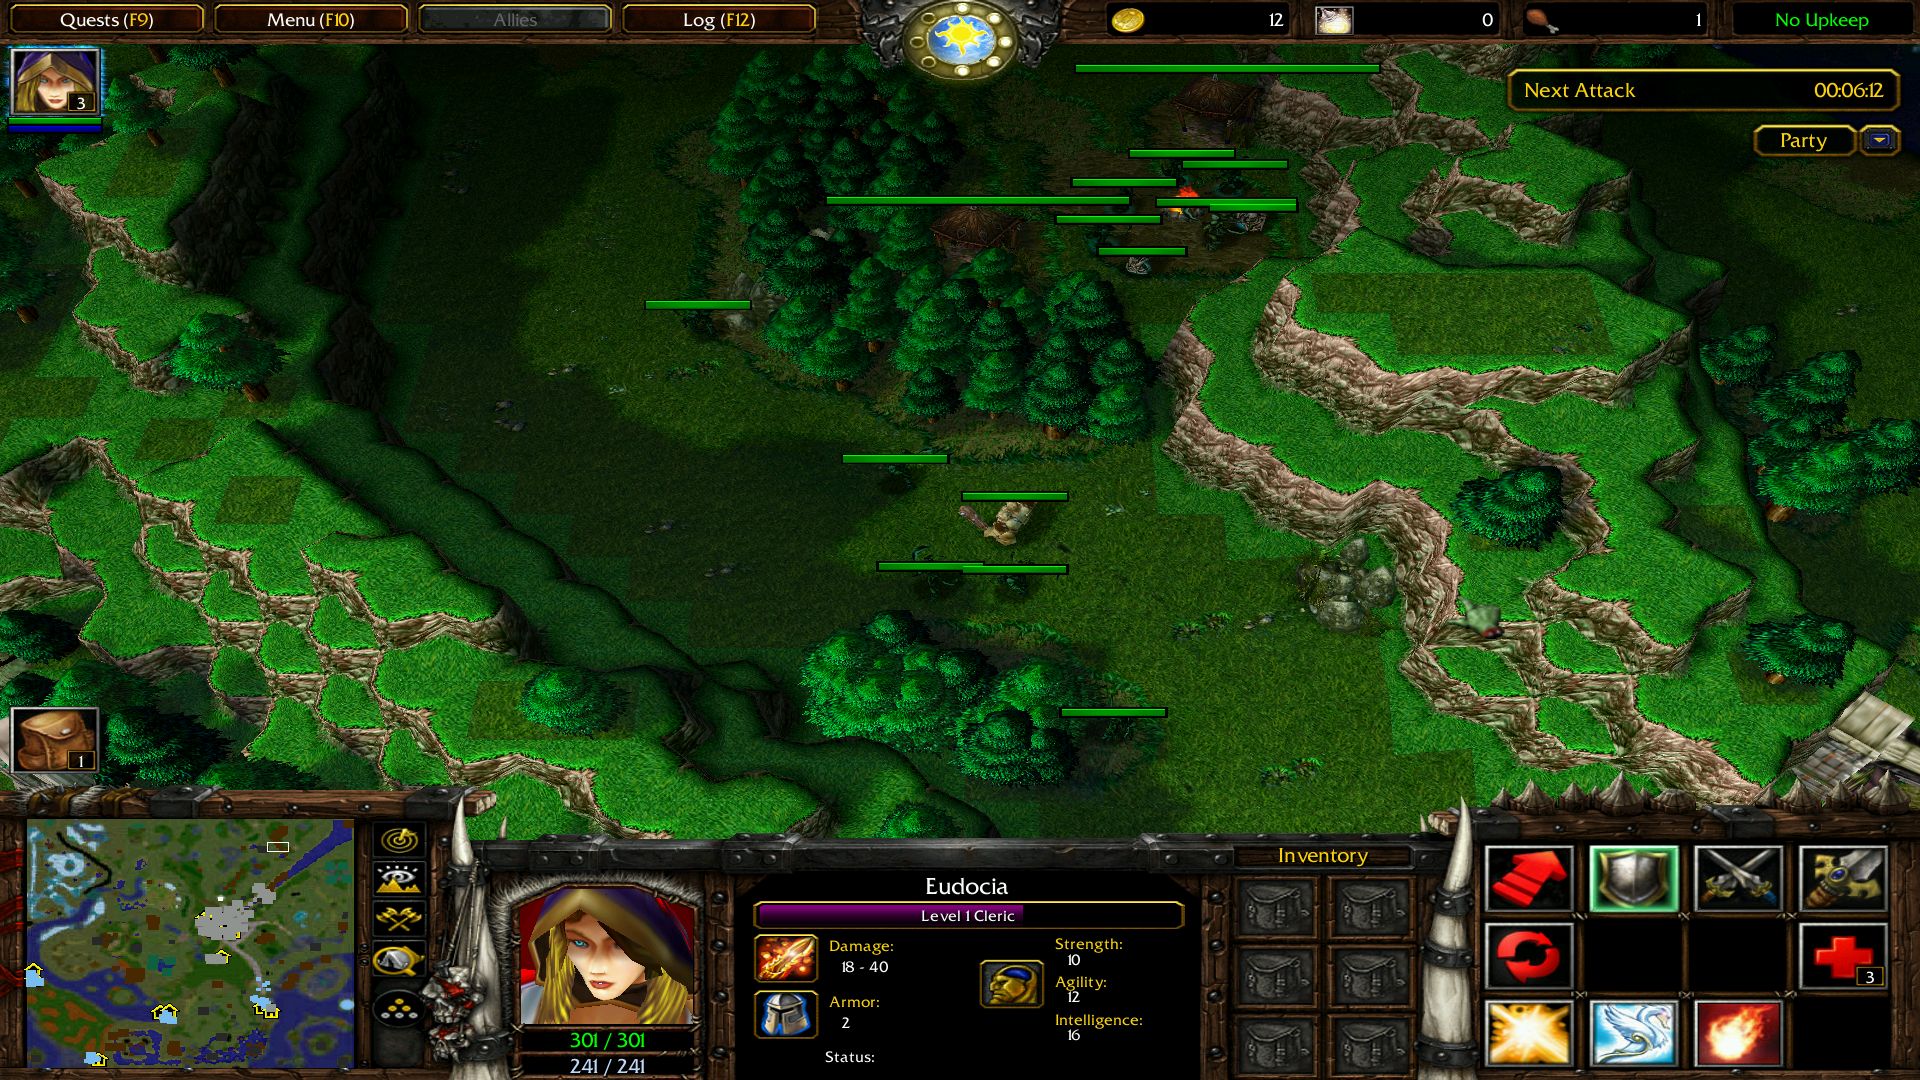 Quests (F9)
Menu (F10)
Allies
Log (F12)
12
0
1
No Upkeep
3
Next Attack 00:06:12
Party
1
Eudocia
Level 1 Cleric
Damage:
18 - 40
Armor:
2
Status:
Strength:
10
Agility:
12
Intelligence:
16
301 / 301
241 / 241
Inventory
3